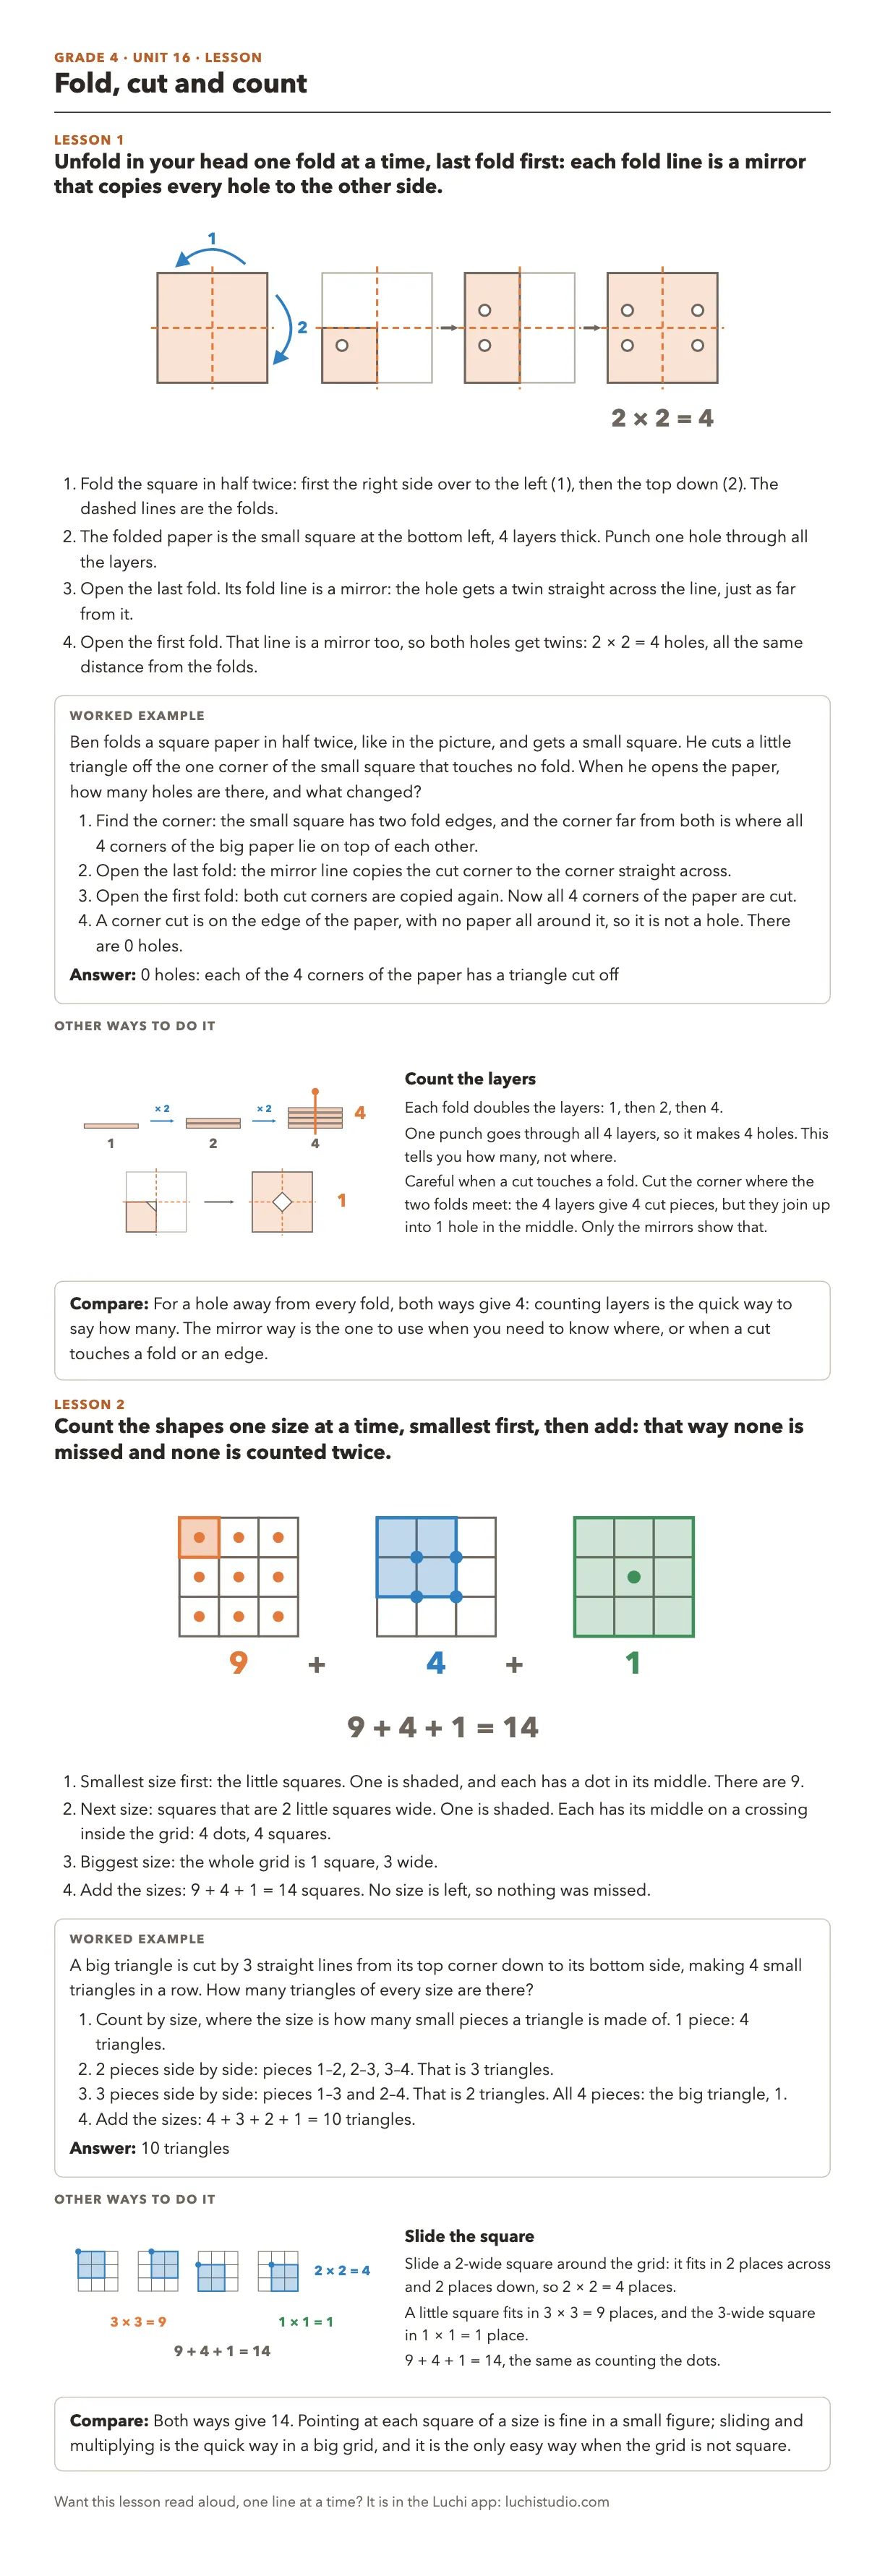 GRADE 4 · UNIT 16 · LESSON
Fold, cut and count
LESSON 1
Unfold in your head one fold at a time, last fold first: each fold line is a mirror
that copies every hole to the other side.
1
2
2 × 2 = 4
1. Fold the square in half twice: first the right side over to the left (1), then the top down (2). The
dashed lines are the folds.
2. The folded paper is the small square at the bottom left, 4 layers thick. Punch one hole through all
the layers.
3. Open the last fold. Its fold line is a mirror: the hole gets a twin straight across the line, just as far
from it.
4. Open the first fold. That line is a mirror too, so both holes get twins: 2 × 2 = 4 holes, all the same
distance from the folds.
WORKED EXAMPLE
Ben folds a square paper in half twice, like in the picture, and gets a small square. He cuts a little
triangle off the one corner of the small square that touches no fold. When he opens the paper,
how many holes are there, and what changed?
1. Find the corner: the small square has two fold edges, and the corner far from both is where all
4 corners of the big paper lie on top of each other.
2. Open the last fold: the mirror line copies the cut corner to the corner straight across.
3. Open the first fold: both cut corners are copied again. Now all 4 corners of the paper are cut.
4. A corner cut is on the edge of the paper, with no paper all around it, so it is not a hole. There
are 0 holes.
Answer: 0 holes: each of the 4 corners of the paper has a triangle cut off
OTHER WAYS TO DO IT
× 2 × 2 4
1 2 4
1
Count the layers
Each fold doubles the layers: 1, then 2, then 4.
One punch goes through all 4 layers, so it makes 4 holes. This
tells you how many, not where.
Careful when a cut touches a fold. Cut the corner where the
two folds meet: the 4 layers give 4 cut pieces, but they join up
into 1 hole in the middle. Only the mirrors show that.
Compare: For a hole away from every fold, both ways give 4: counting layers is the quick way to
say how many. The mirror way is the one to use when you need to know where, or when a cut
touches a fold or an edge.
LESSON 2
Count the shapes one size at a time, smallest first, then add: that way none is
missed and none is counted twice.
9 + 4 + 1
9 + 4 + 1 = 14
1. Smallest size first: the little squares. One is shaded, and each has a dot in its middle. There are 9.
2. Next size: squares that are 2 little squares wide. One is shaded. Each has its middle on a crossing
inside the grid: 4 dots, 4 squares.
3. Biggest size: the whole grid is 1 square, 3 wide.
4. Add the sizes: 9 + 4 + 1 = 14 squares. No size is left, so nothing was missed.
WORKED EXAMPLE
A big triangle is cut by 3 straight lines from its top corner down to its bottom side, making 4 small
triangles in a row. How many triangles of every size are there?
1. Count by size, where the size is how many small pieces a triangle is made of. 1 piece: 4
triangles.
2. 2 pieces side by side: pieces 1–2, 2–3, 3–4. That is 3 triangles.
3. 3 pieces side by side: pieces 1–3 and 2–4. That is 2 triangles. All 4 pieces: the big triangle, 1.
4. Add the sizes: 4 + 3 + 2 + 1 = 10 triangles.
Answer: 10 triangles
OTHER WAYS TO DO IT
2 × 2 = 4
3 × 3 = 9 1 × 1 = 1
9 + 4 + 1 = 14
Slide the square
Slide a 2-wide square around the grid: it fits in 2 places across
and 2 places down, so 2 × 2 = 4 places.
A little square fits in 3 × 3 = 9 places, and the 3-wide square
in 1 × 1 = 1 place.
9 + 4 + 1 = 14, the same as counting the dots.
Compare: Both ways give 14. Pointing at each square of a size is fine in a small figure; sliding and
multiplying is the quick way in a big grid, and it is the only easy way when the grid is not square.
Want this lesson read aloud, one line at a time? It is in the Luchi app: luchistudio.com